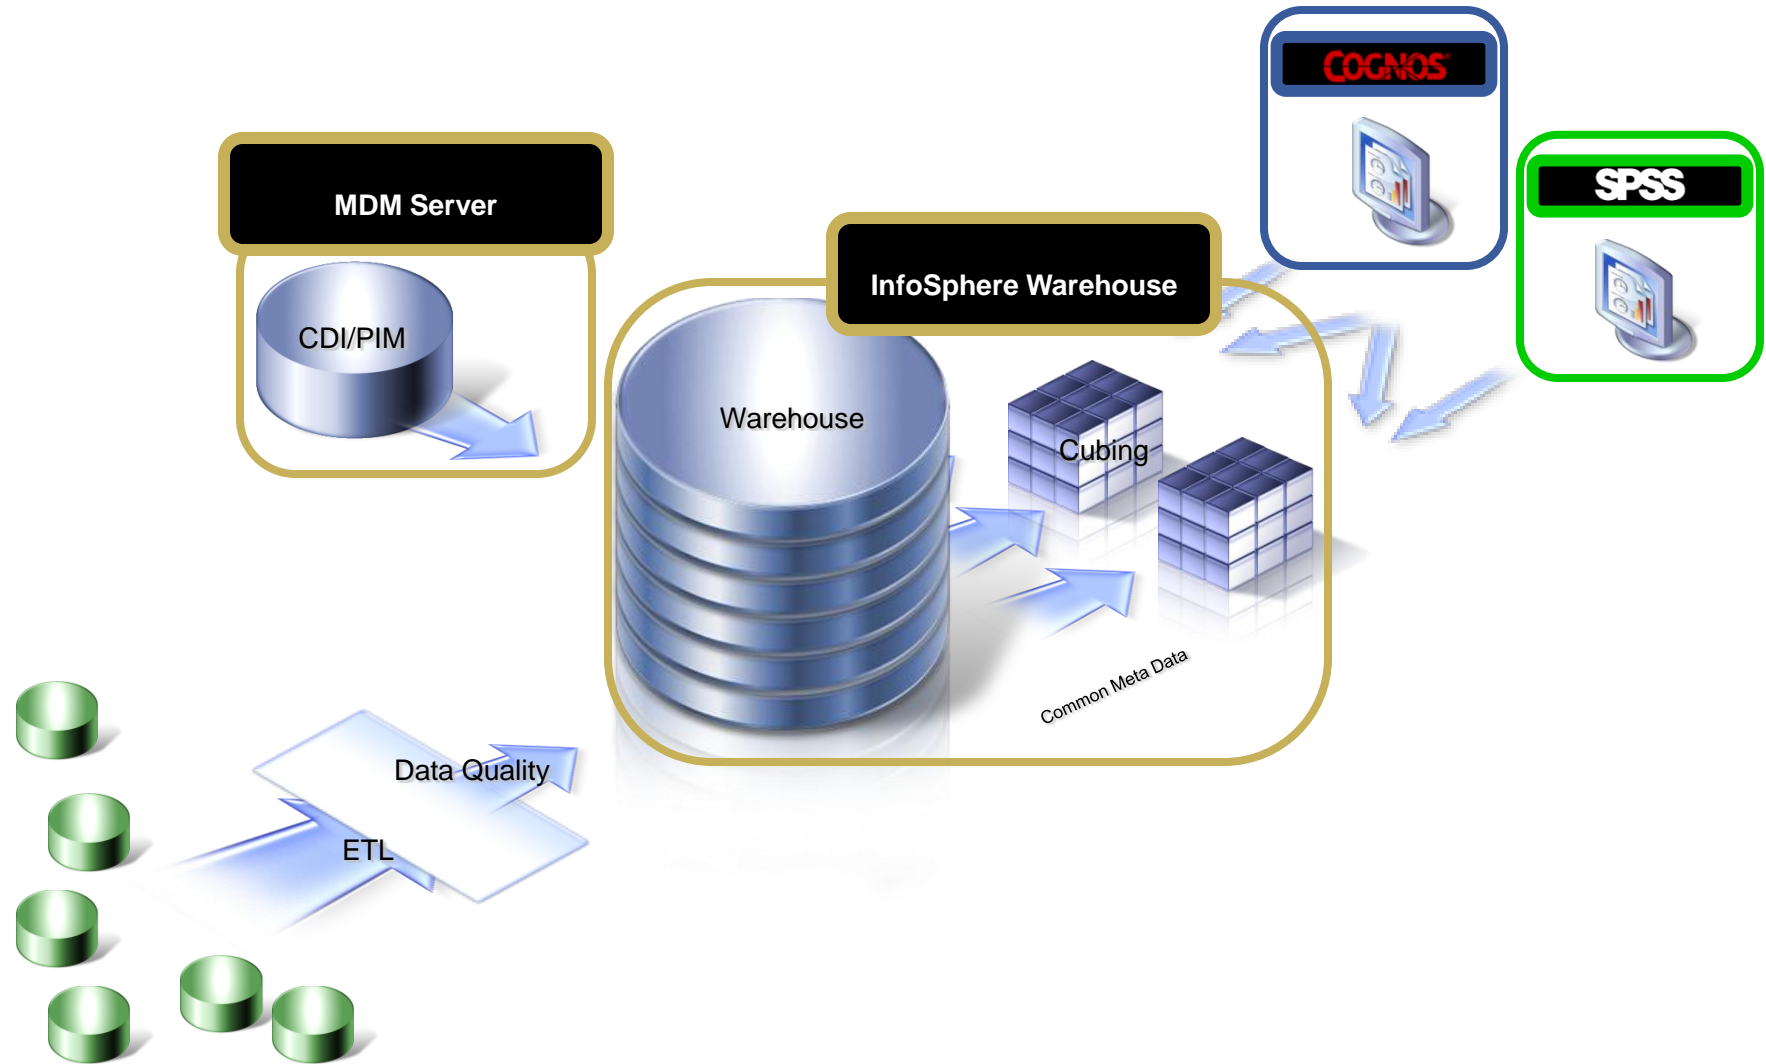 COGNOS®
SPSS
MDM Server
InfoSphere Warehouse
CDI/PIM
Warehouse
Cubing
Common Meta Data
Data Quality
ETL